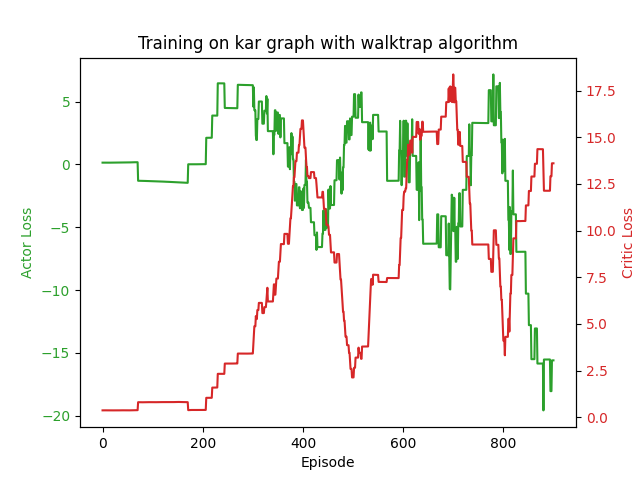 Training on kar graph with walktrap algorithm
Actor Loss
5
0
−5
−10
−15
−20
17.5
15.0
12.5
10.0
7.5
5.0
2.5
0.0
Critic Loss
0 200 400 600 800
Episode